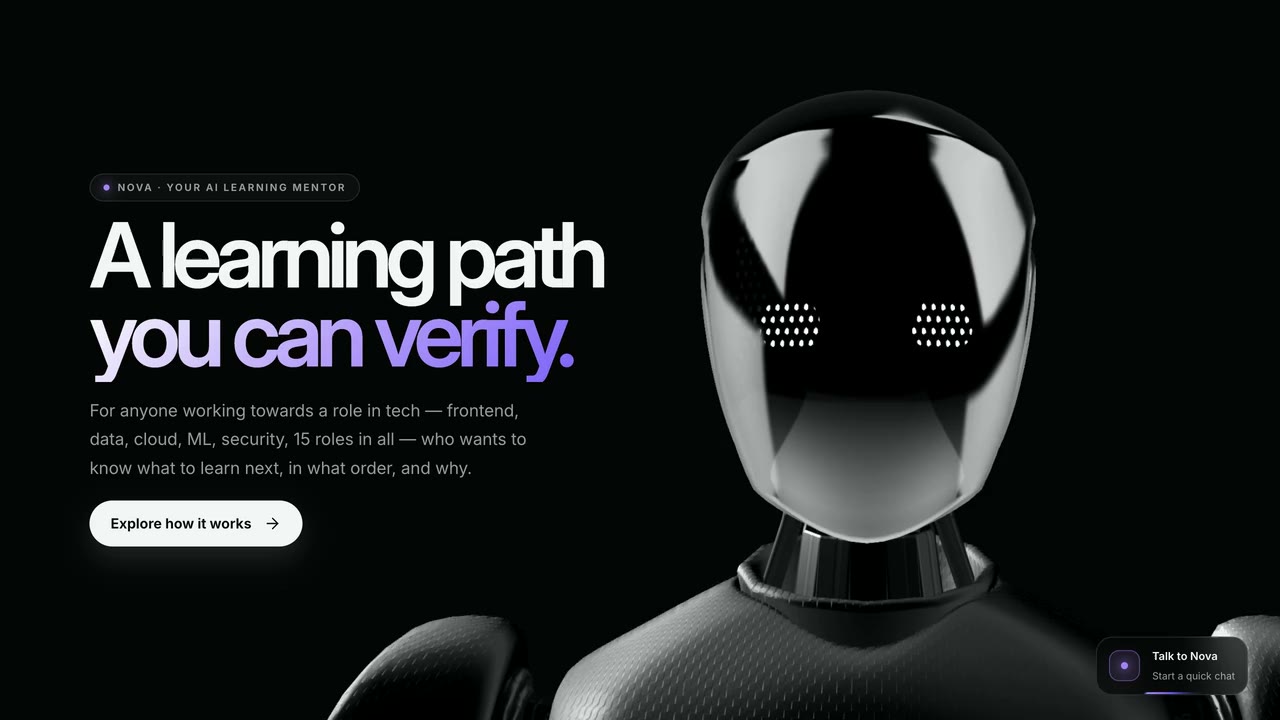 NOVA · YOUR AI LEARNING MENTOR
A learning path
you can verify.
For anyone working towards a role in tech — frontend,
data, cloud, ML, security, 15 roles in all — who wants to
know what to learn next, in what order, and why.
Explore how it works →
Talk to Nova
Start a quick chat